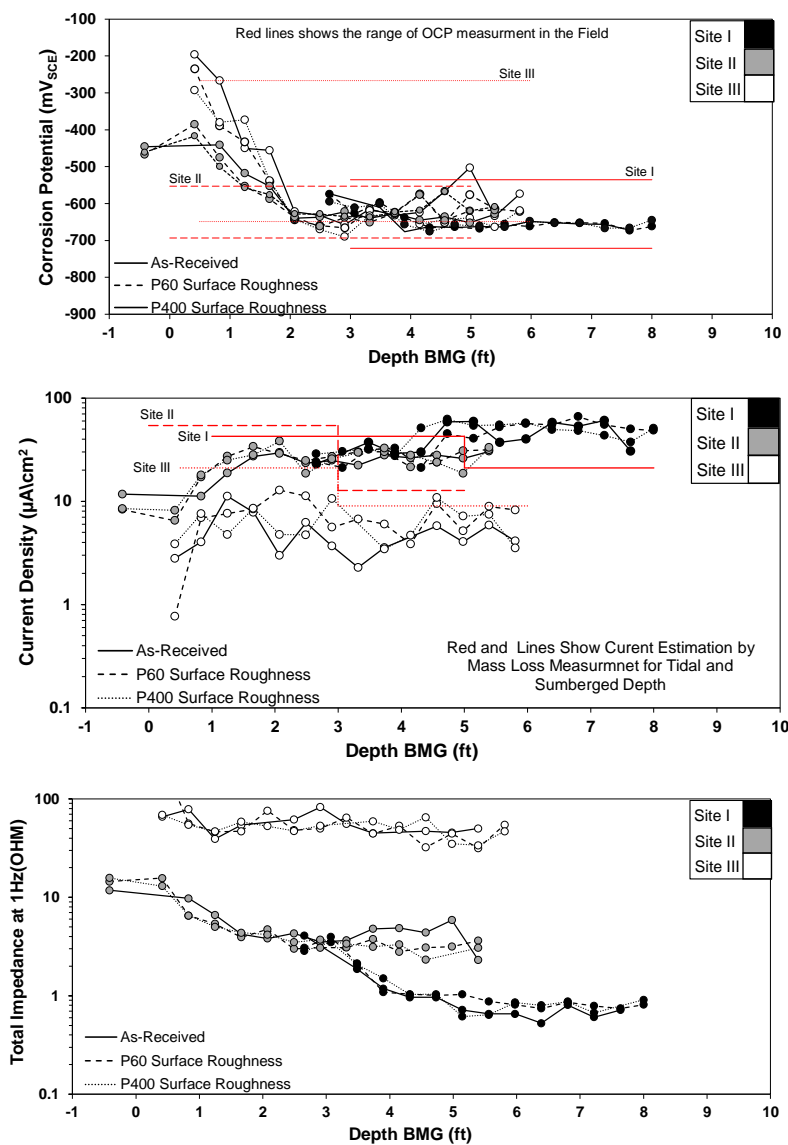 Red lines shows the range of OCP measurment in the Field
Site I
Site II
Site III
Site III
Site I
Site II
-100
-200
-300
-400
-500
-600
-700
-800
-900
Corrosion Potential (mVSCE)
As-Received
P60 Surface Roughness
P400 Surface Roughness
-1 0 1 2 3 4 5 6 7 8 9 10
Depth BMG (ft)
Site II
Site I
Site III
Site I
Site II
Site III
100
10
1
0.1
Current Density (µA\cm2)
As-Received
P60 Surface Roughness
P400 Surface Roughness
Red and Lines Show Curent Estimation by
Mass Loss Measurmnet for Tidal and
Sumberged Depth
-1 0 1 2 3 4 5 6 7 8 9 10
Depth BMG (ft)
Site I
Site II
Site III
100
10
1
0.1
Total Impedance at 1Hz(OHM)
As-Received
P60 Surface Roughness
P400 Surface Roughness
-1 0 1 2 3 4 5 6 7 8 9 10
Depth BMG (ft)